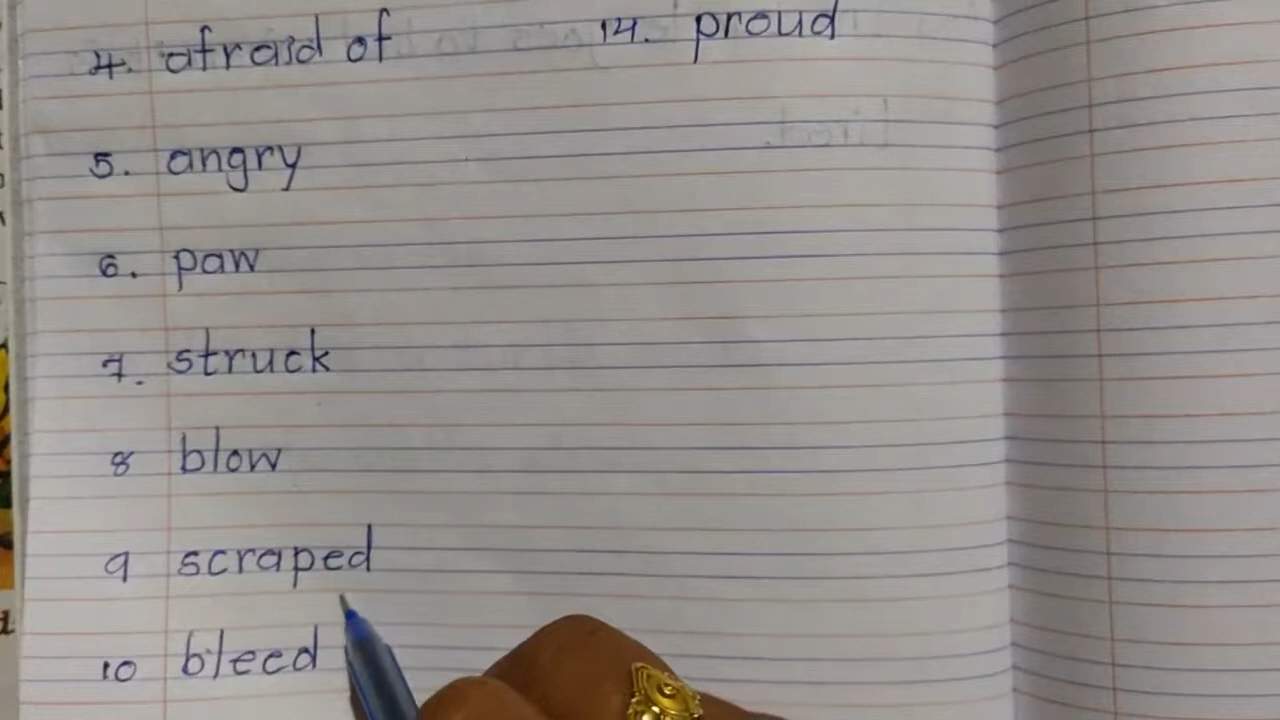 4. afraid of 14. proud
5. angry
6. paw
7. struck
8 blow
9 scraped
10 bleed